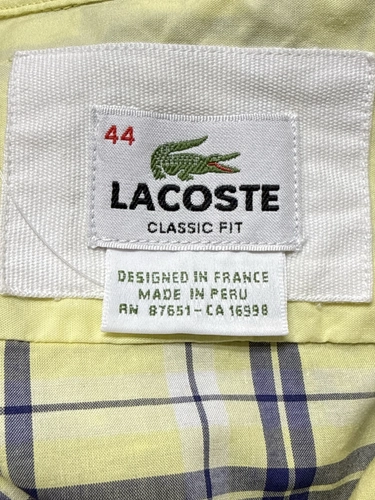 44
LACOSTE
CLASSIC FIT
DESIGNED IN FRANCE
MADE IN PERU
RN 87651-CA 16998